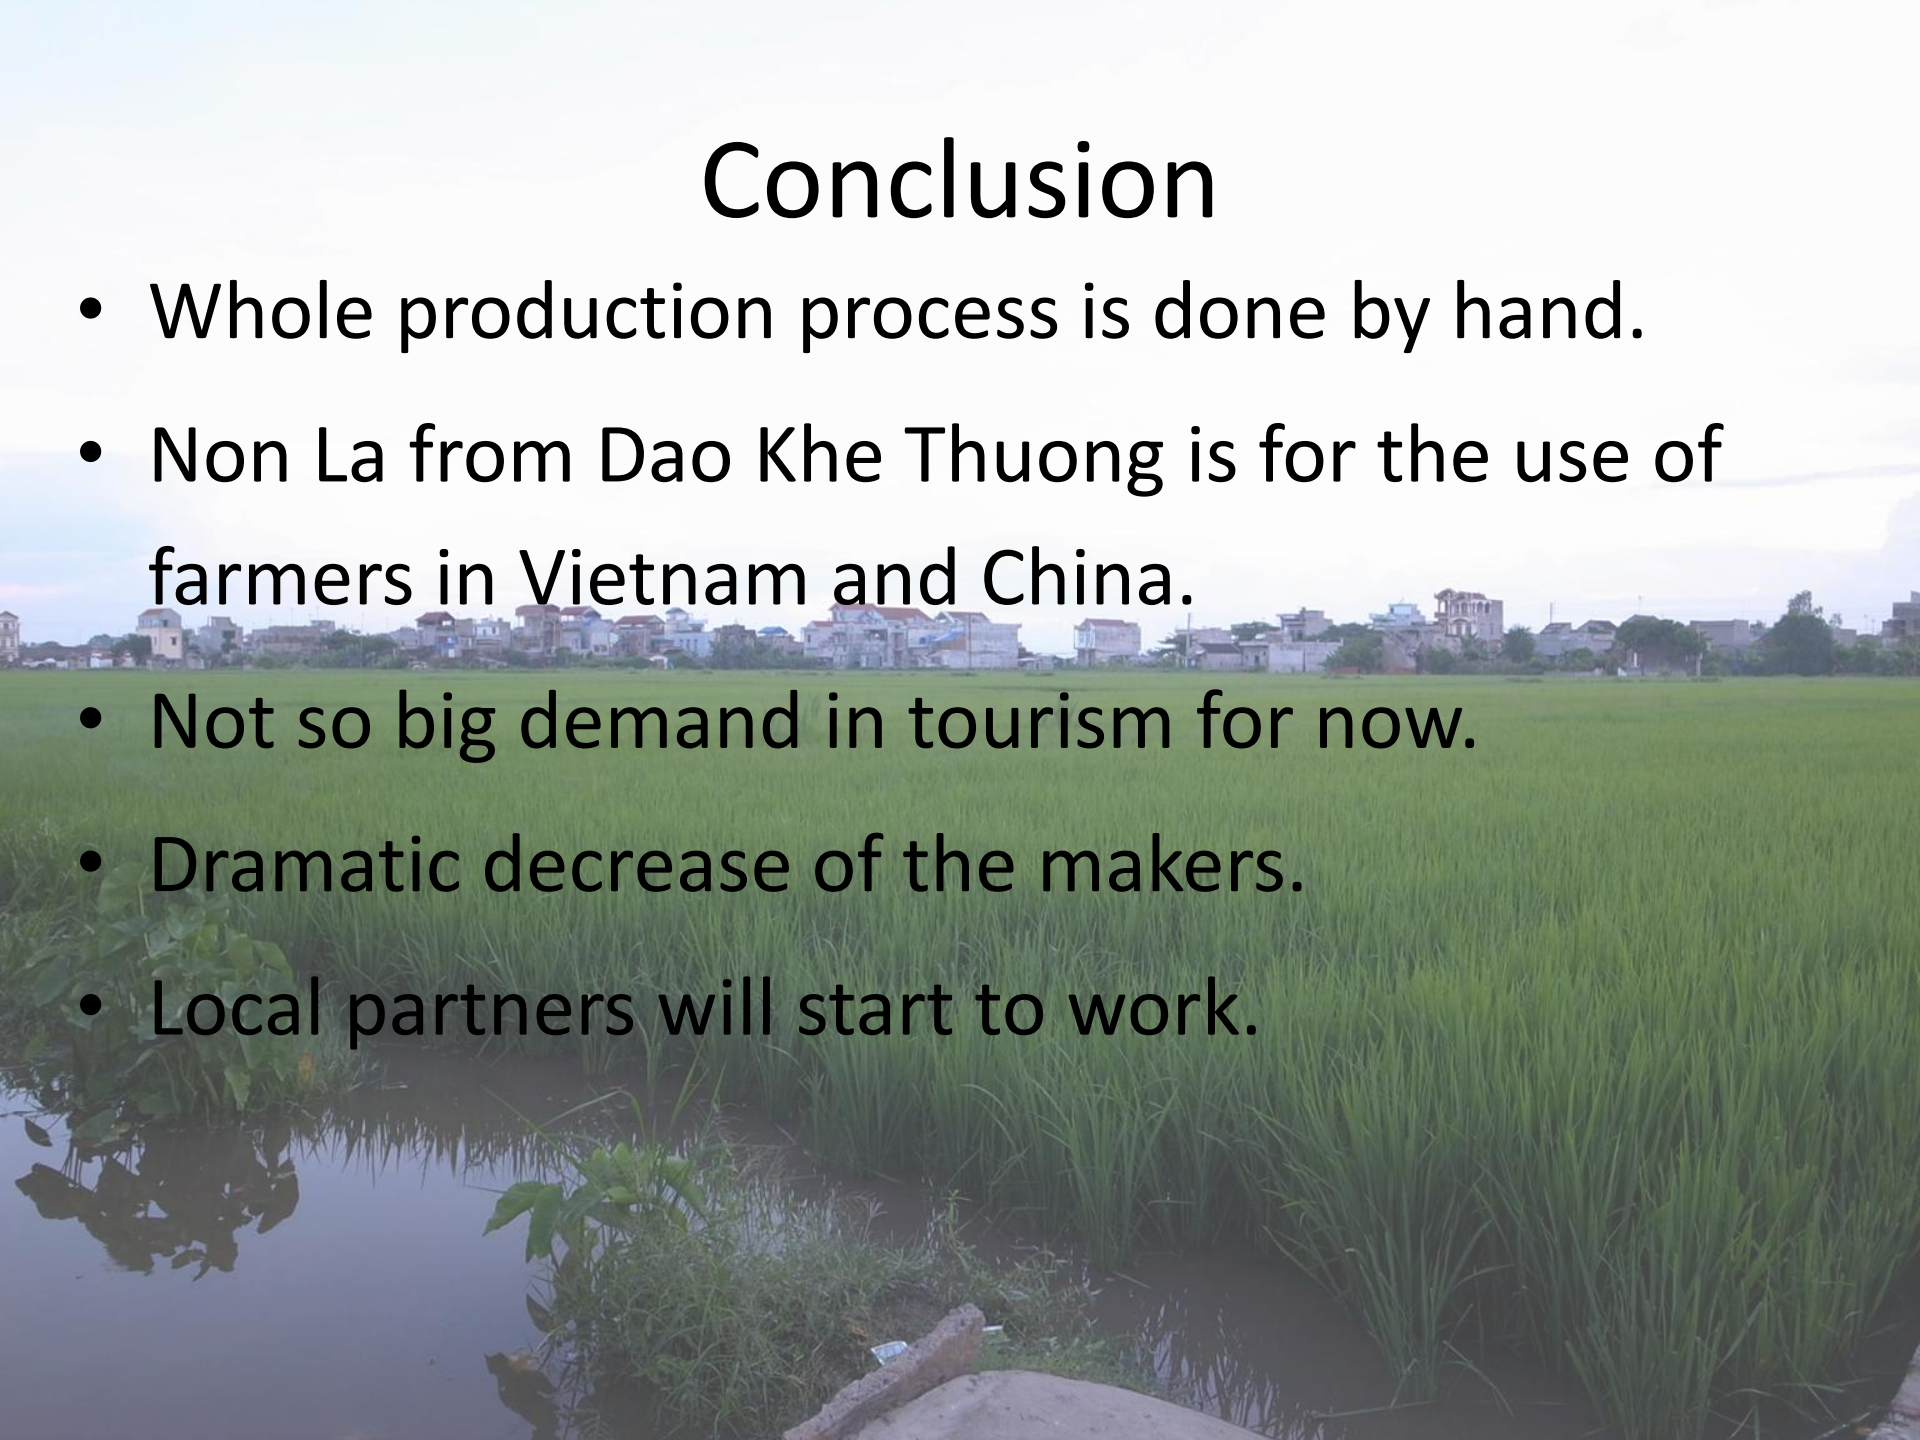 Conclusion
• Whole production process is done by hand.
• Non La from Dao Khe Thuong is for the use of
farmers in Vietnam and China.
• Not so big demand in tourism for now.
• Dramatic decrease of the makers.
• Local partners will start to work.